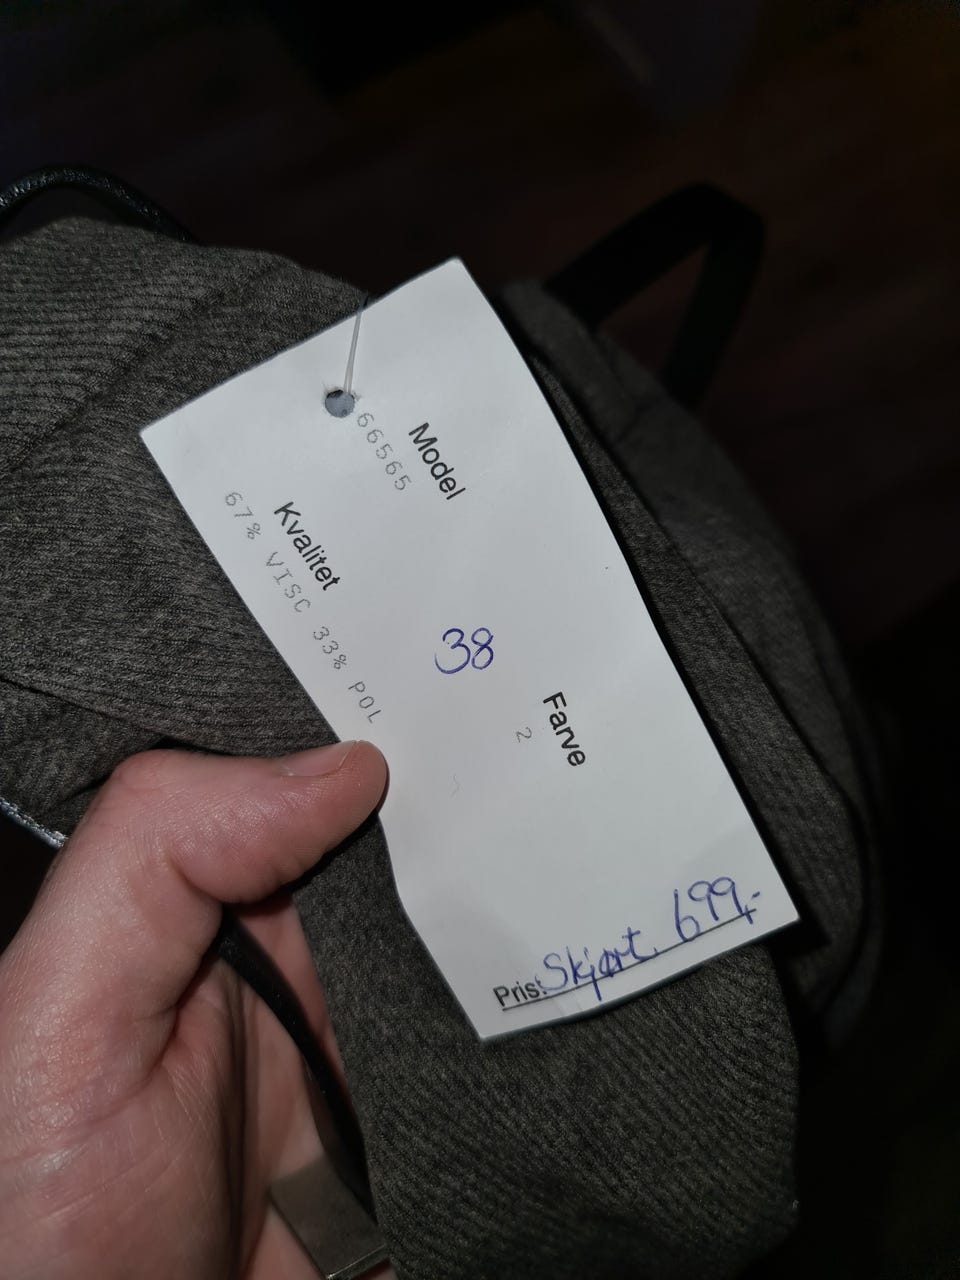 Model
66565
Kvalitet
67% VISC 33% POL
38
Farve
2
Pris: Skjørt 699,-